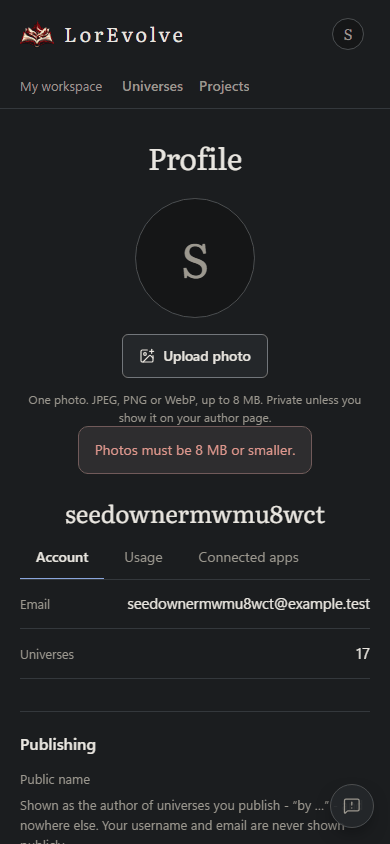 LorEvolve
S
My workspace Universes Projects
Profile
S
Upload photo
One photo. JPEG, PNG or WebP, up to 8 MB. Private unless you
show it on your author page.
Photos must be 8 MB or smaller.
seedownermwmu8wct
Account Usage Connected apps
Email seedownermwmu8wct@example.test
Universes 17
Publishing
Public name
Shown as the author of universes you publish - "by ..."
nowhere else. Your username and email are never shown